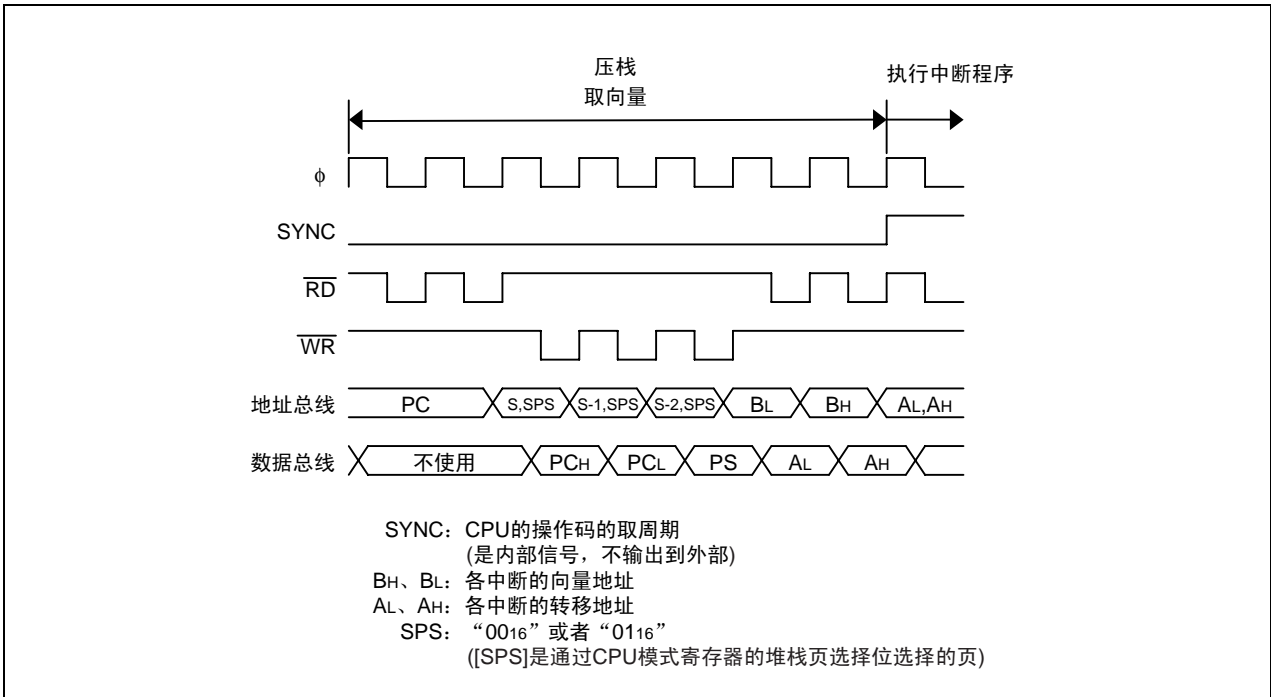 压栓
取向量
执行中断程序
φ
SYNC
RD
WR
地址总线 PC S,SPS S-1,SPS S-2,SPS BL BH AL,AH
数据总线 不使用 PCH PCL PS AL AH
SYNC：CPU的操作码的取周期
(是内部信号，不输出到外部)
BH、BL：各中断的向量地址
AL、AH：各中断的转移地址
SPS：“0016”或者“0116”
([SPS]是通过CPU模式寄存器的堆栈页选择位选择的页)